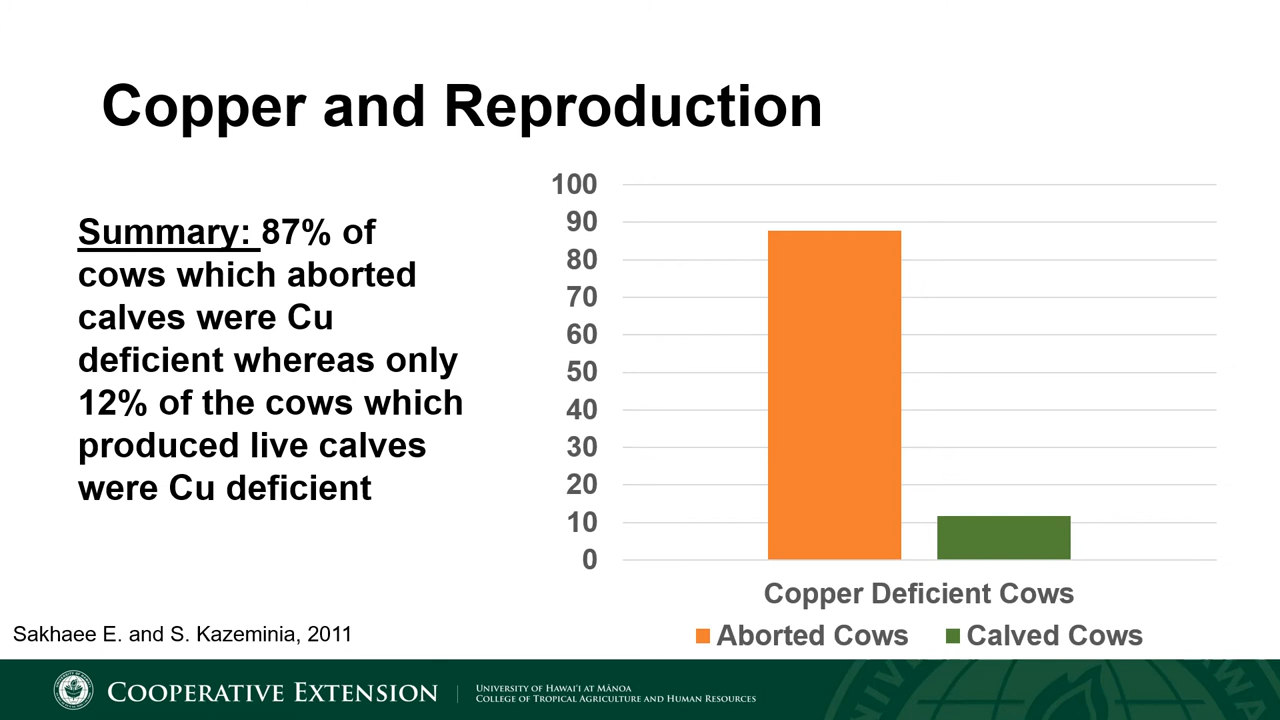 Copper and Reproduction
Summary: 87% of
cows which aborted
calves were Cu
deficient whereas only
12% of the cows which
produced live calves
were Cu deficient
100
90
80
70
60
50
40
30
20
10
0
Copper Deficient Cows
Aborted Cows Calved Cows
Sakhaee E. and S. Kazeminia, 2011
COOPERATIVE EXTENSION
UNIVERSITY OF HAWAI'I AT MĀNOA
COLLEGE OF TROPICAL AGRICULTURE AND HUMAN RESOURCES